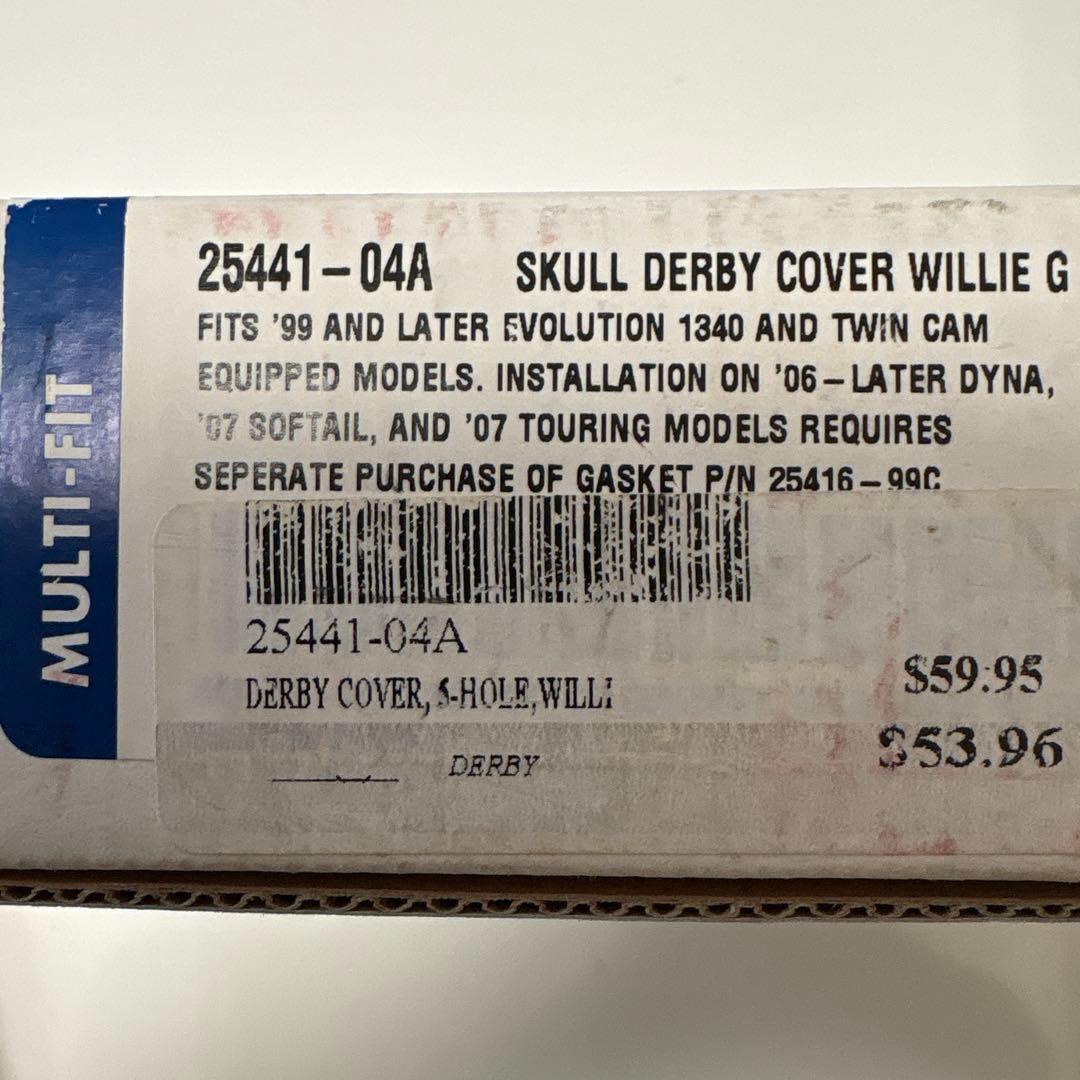 MULTI-FIT
25441-04A SKULL DERBY COVER WILLIE G
FITS '99 AND LATER EVOLUTION 1340 AND TWIN CAM
EQUIPPED MODELS. INSTALLATION ON '06-LATER DYNA,
'07 SOFTAIL, AND '07 TOURING MODELS REQUIRES
SEPERATE PURCHASE OF GASKET P/N 25416-99C
25441-04A
$59.95
DERBY COVER, 5-HOLE,WILLI
$53.96
DERBY